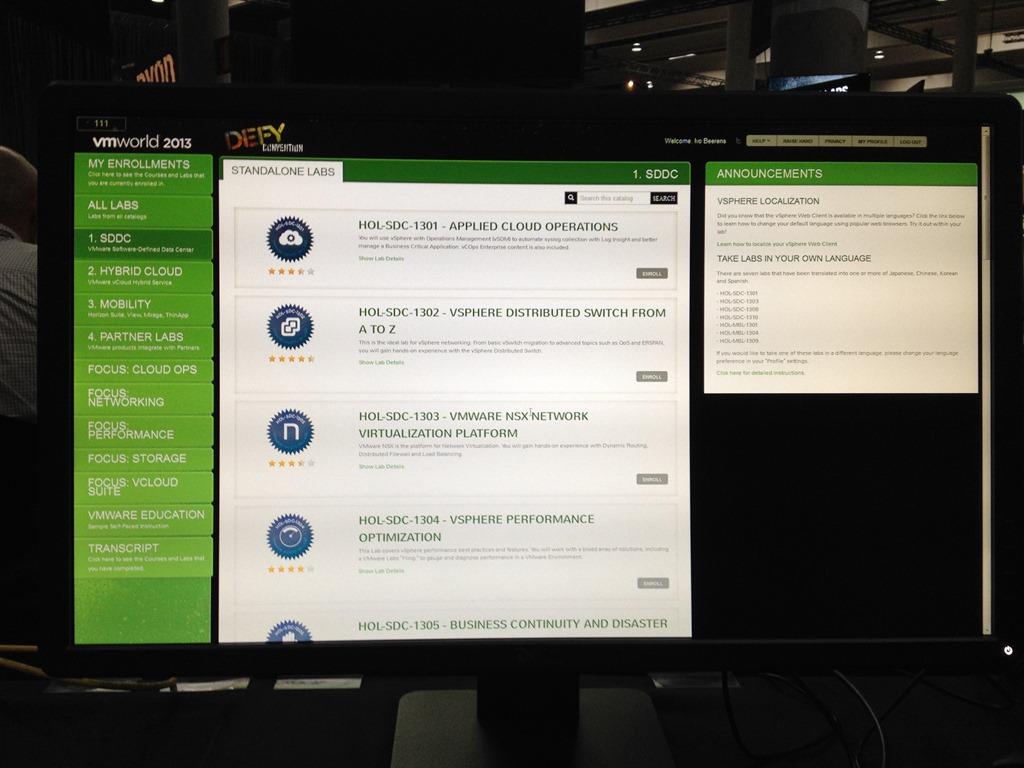 111
vmworld 2013
DEFY
CONVENTION
Welcome, Ivo Beerens
HELP
RAISE HAND
PRIVACY
MY PROFILE
LOG OUT
MY ENROLLMENTS
Click here to see the Courses and Labs that
you are currently enrolled in.
ALL LABS
Labs from all catalogs
1. SDDC
VMware Software-Defined Data Center
2. HYBRID CLOUD
VMware vCloud Hybrid Service
3. MOBILITY
Horizon Suite, View, Mirage, ThinApp
4. PARTNER LABS
VMware products integrate with Partners
FOCUS: CLOUD OPS
FOCUS:
NETWORKING
FOCUS:
PERFORMANCE
FOCUS: STORAGE
FOCUS: VCLOUD
SUITE
VMWARE EDUCATION
Sample Self-Paced Instruction
TRANSCRIPT
Click here to see the Courses and Labs that
you have completed.
STANDALONE LABS
1. SDDC
Search this catalog
SEARCH
HOL-SDC-1301 - APPLIED CLOUD OPERATIONS
You will use vSphere with Operations Management (vSOM) to automate syslog collection with Log Insight and better
manage a Business Critical Application. vCOps Enterprise content is also included.
Show Lab Details
ENROLL
HOL-SDC-1302 - VSPHERE DISTRIBUTED SWITCH FROM
A TO Z
This is the ideal lab for vSphere networking. From basic vSwitch migration to advanced topics such as QoS and ERSPAN,
you will gain hands-on experience with the vSphere Distributed Switch.
Show Lab Details
ENROLL
HOL-SDC-1303 - VMWARE NSX NETWORK
VIRTUALIZATION PLATFORM
VMware NSX is the platform for Network Virtualization. You will gain hands-on experience with Dynamic Routing,
Distributed Firewall and Load Balancing.
Show Lab Details
ENROLL
HOL-SDC-1304 - VSPHERE PERFORMANCE
OPTIMIZATION
This Lab covers vSphere performance best practices and features. You will work with a broad array of solutions, including
a VMware Labs "Fling," to gauge and diagnose performance in a VMware Environment.
Show Lab Details
ENROLL
HOL-SDC-1305 - BUSINESS CONTINUITY AND DISASTER
ANNOUNCEMENTS
VSPHERE LOCALIZATION
Did you know that the vSphere Web Client is available in multiple languages? Click the link below
to learn how to change your default language using popular web browsers. Try it out within your
lab!
Learn how to localize your vSphere Web Client
TAKE LABS IN YOUR OWN LANGUAGE
There are seven labs that have been translated into one or more of Japanese, Chinese, Korean
and Spanish.
- HOL-SDC-1301
- HOL-SDC-1303
- HOL-SDC-1308
- HOL-SDC-1310
- HOL-MBL-1301
- HOL-MBL-1304
- HOL-MBL-1309
If you would like to take one of these labs in a different language, please change your language
preference in your "Profile" settings.
Click here for detailed instructions.